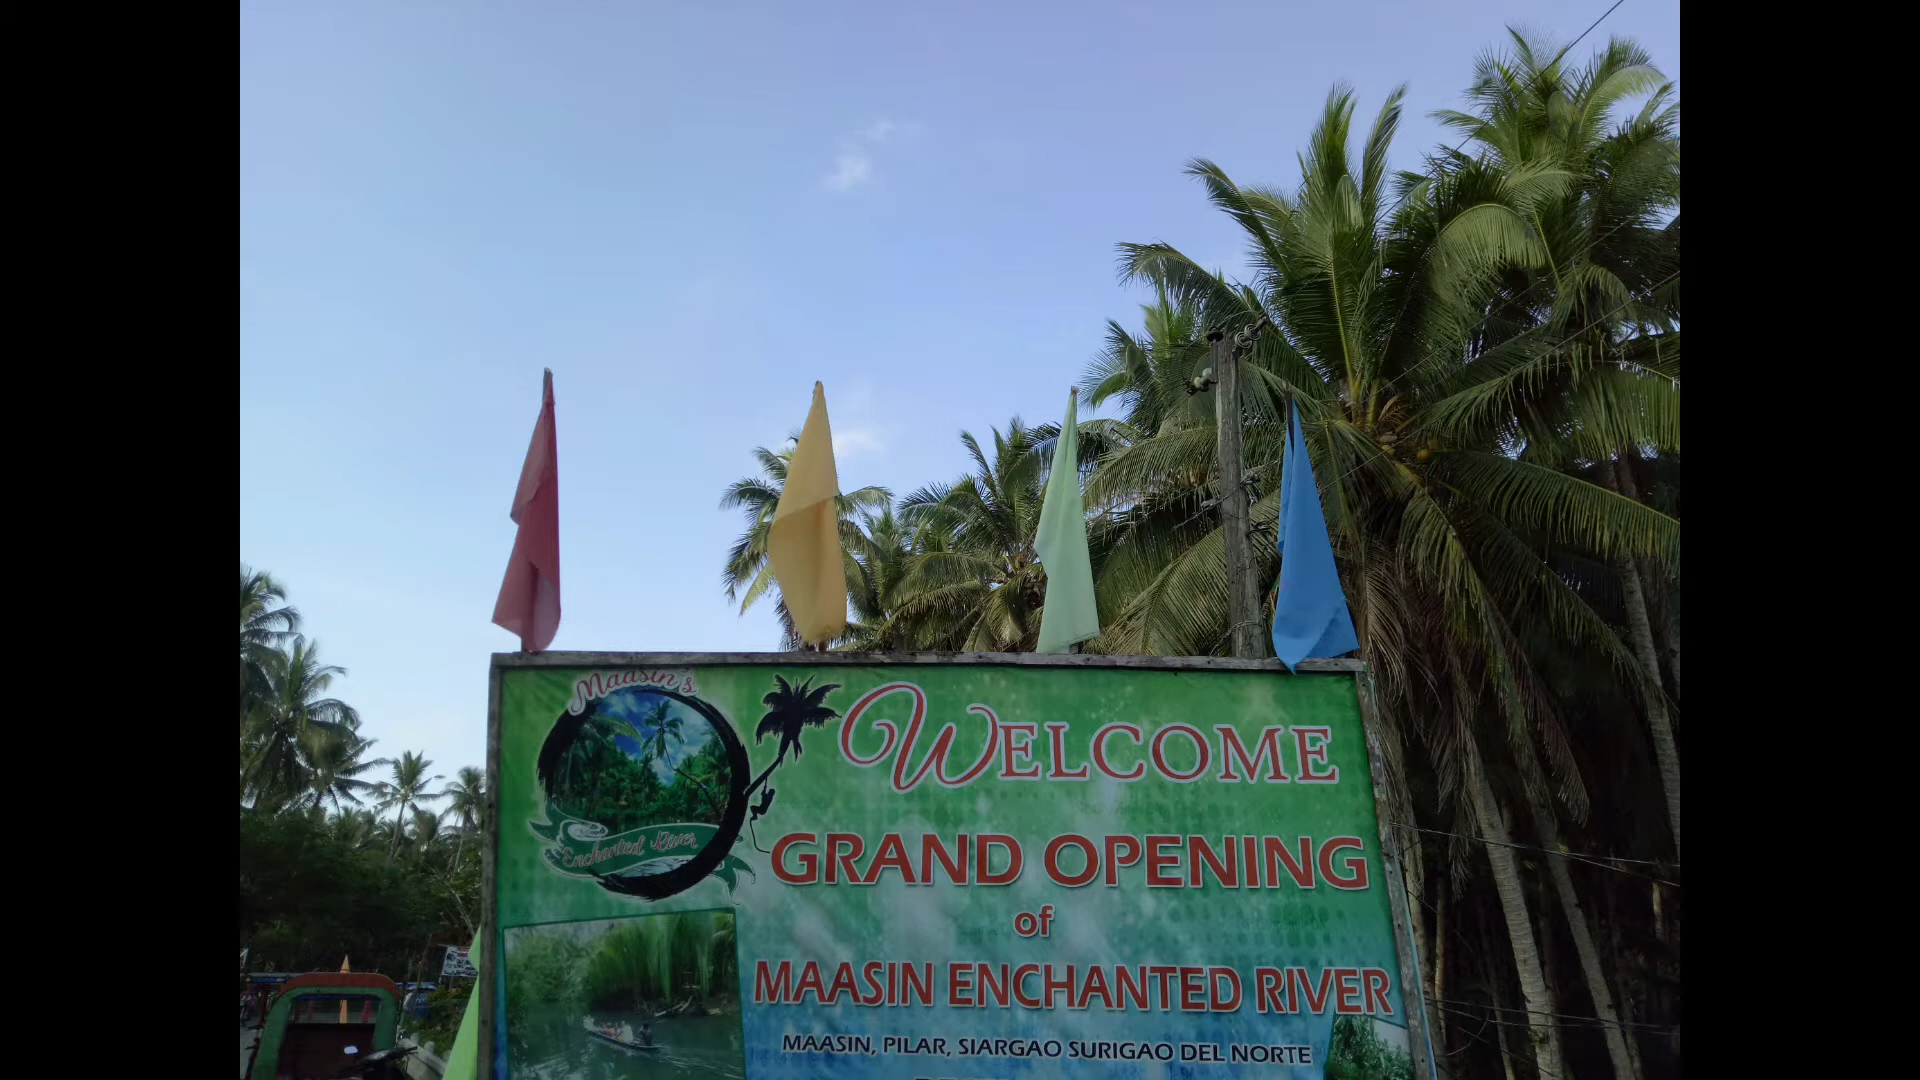 Maasin's
Enchanted River
WELCOME
GRAND OPENING
of
MAASIN ENCHANTED RIVER
MAASIN, PILAR, SIARGAO SURIGAO DEL NORTE